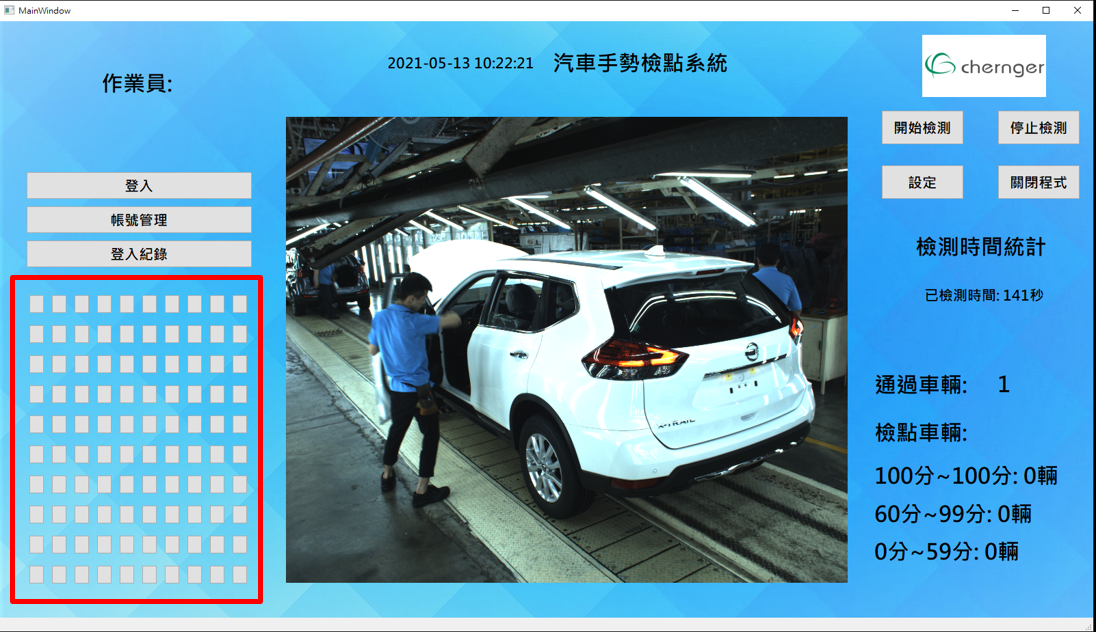 MainWindow
2021-05-13 10:22:21 汽車手勢檢點系統
chernger
作業員:
登入
帳號管理
登入紀錄
X-TRAIL
開始檢測
停止檢測
設定
關閉程式
檢測時間統計
已檢測時間: 141秒
通過車輛: 1
檢點車輛:
100分~100分: 0輛
60分~99分: 0輛
0分~59分: 0輛